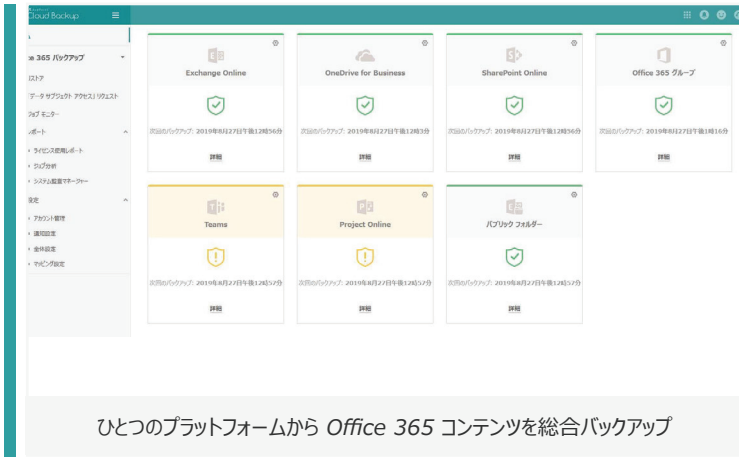 Cloud Backup
365 バックアップ
リストア
データ サブジェクト アクセス」リクエスト
ジョブ モニター
ライセンス使用レポート
ジョブ分析
システム監査マネージャー
設定
アカウント管理
通知設定
全体設定
マッピング設定
Exchange Online
次回のバックアップ: 2019年8月27日午後12時56分
詳細
OneDrive for Business
次回のバックアップ: 2019年8月27日午後12時3分
詳細
SharePoint Online
次回のバックアップ: 2019年8月27日午後12時56分
詳細
Office 365 グループ
次回のバックアップ: 2019年8月27日午後1時16分
詳細
Teams
次回のバックアップ: 2019年8月27日午後12時52分
詳細
Project Online
次回のバックアップ: 2019年8月27日午後12時57分
詳細
パブリック フォルダー
次回のバックアップ: 2019年8月27日午後12時57分
詳細
ひとつのプラットフォームから Office 365 コンテンツを総合バックアップ